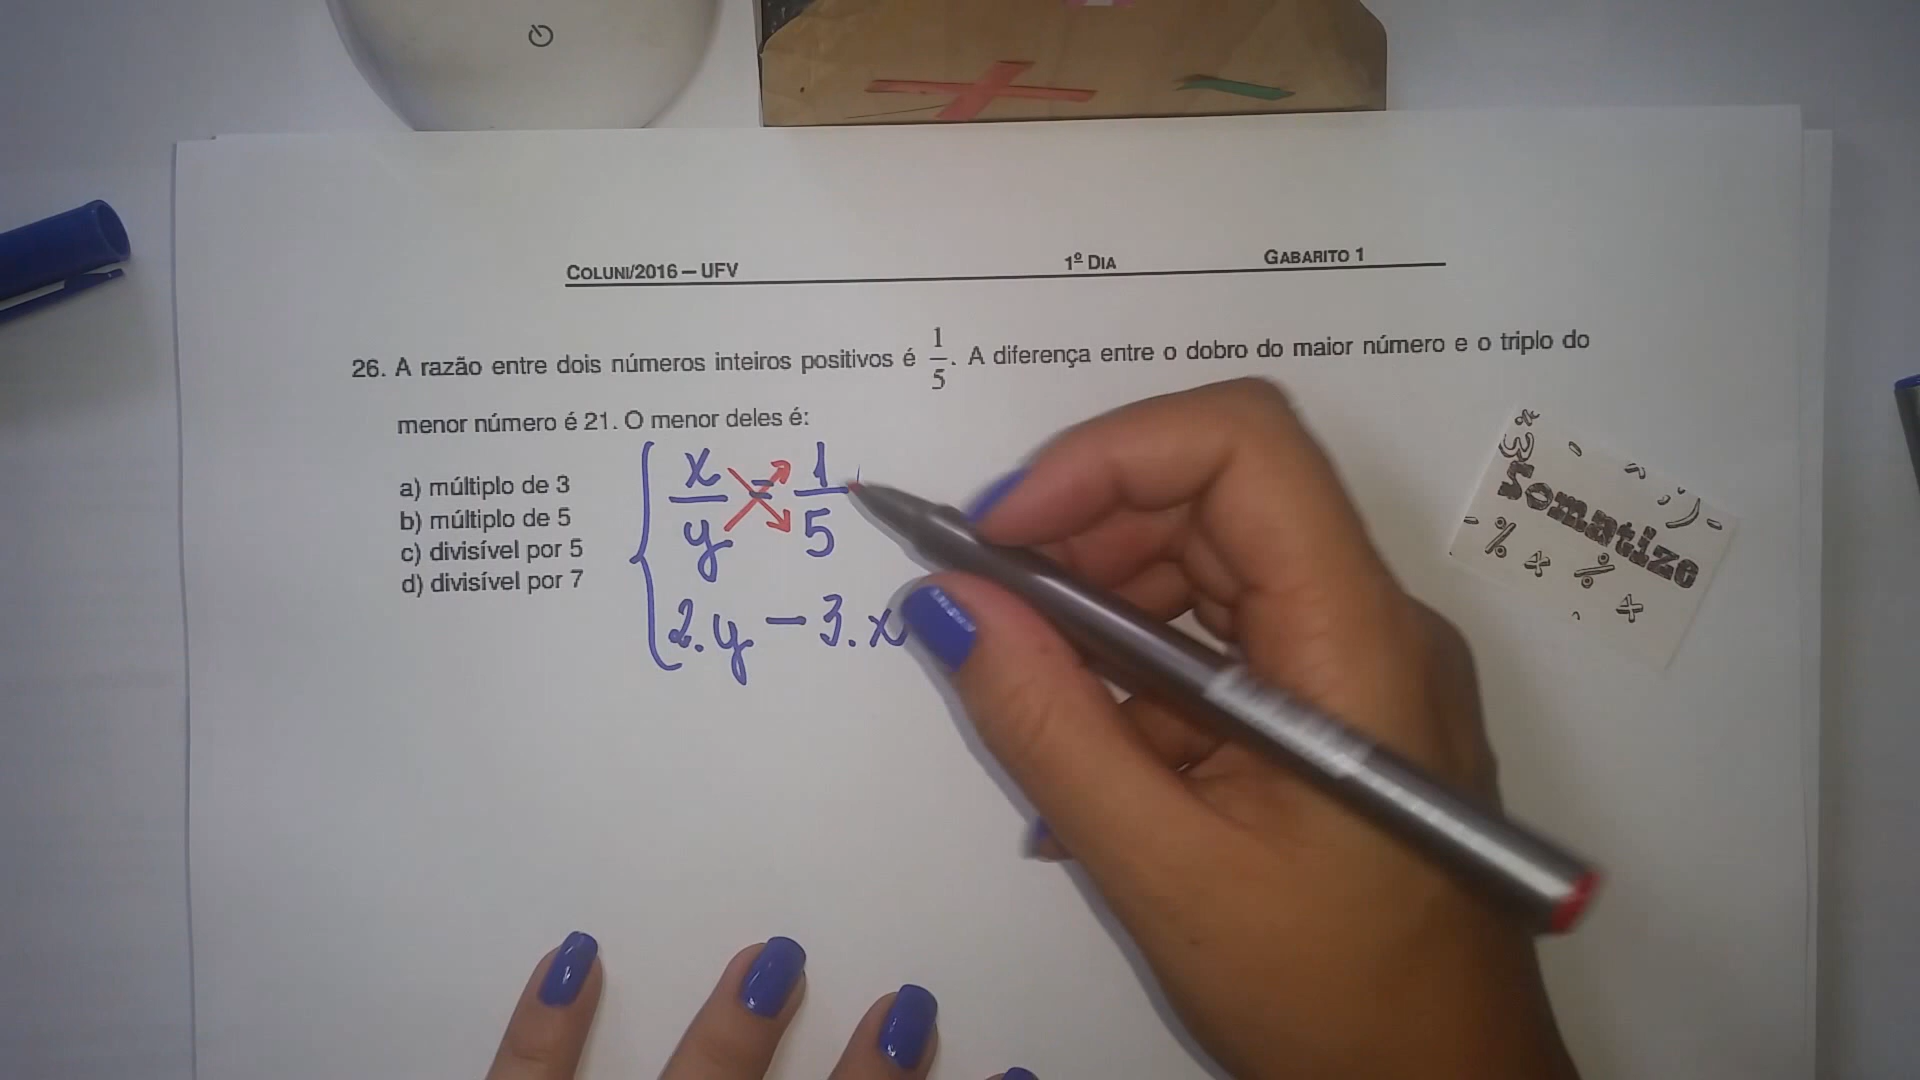 COLUNI/2016 – UFV 1º DIA GABARITO 1
26. A razão entre dois números inteiros positivos é 1/5. A diferença entre o dobro do maior número e o triplo do
menor número é 21. O menor deles é:
a) múltiplo de 3
b) múltiplo de 5
c) divisível por 5
d) divisível por 7
x/y = 1/5
2.y – 3.x
Somatize